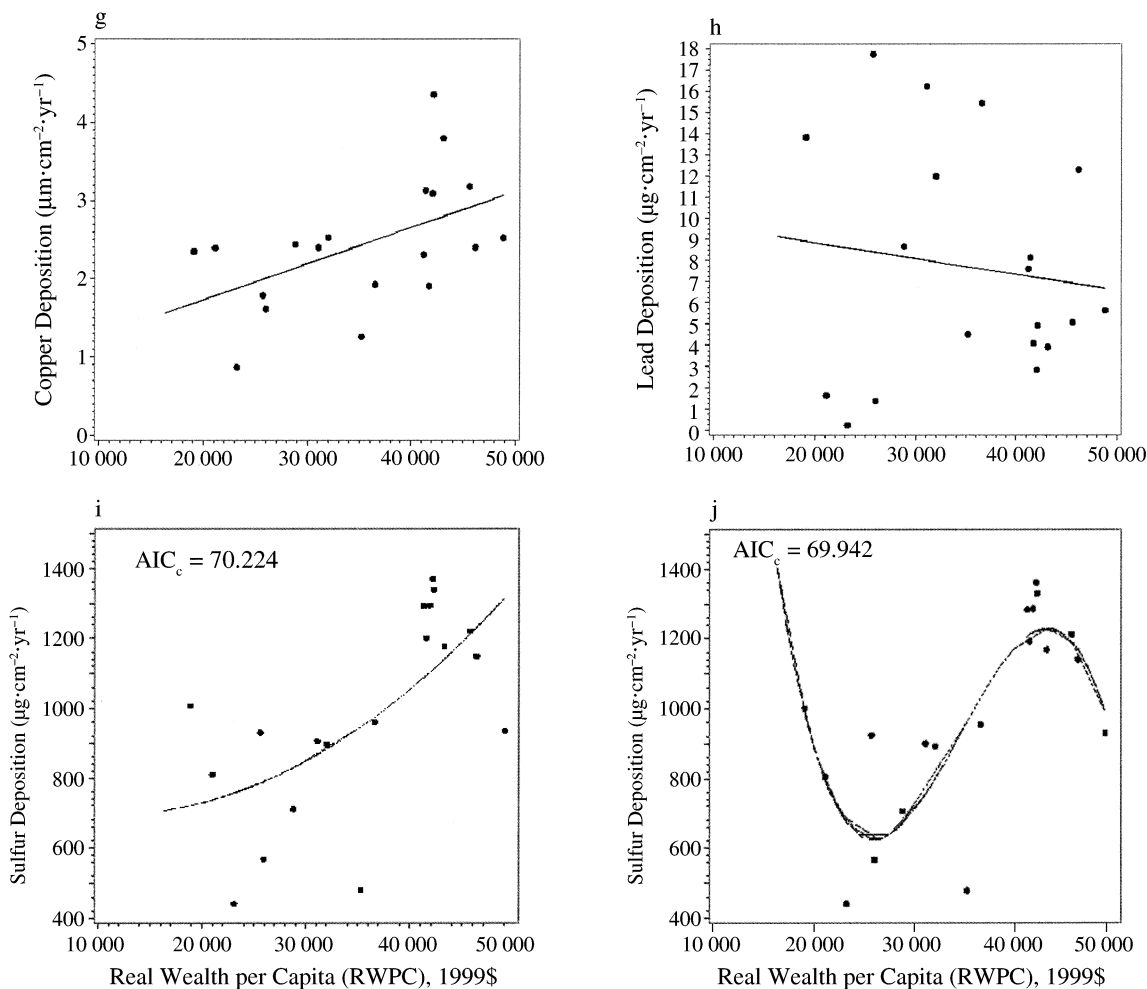 g
Copper Deposition (μm·cm⁻²·yr⁻¹)
5
4
3
2
1
0
10 000 20 000 30 000 40 000 50 000
h
Lead Deposition (μg·cm⁻²·yr⁻¹)
18
17
16
15
14
13
12
11
10
9
8
7
6
5
4
3
2
1
0
10 000 20 000 30 000 40 000 50 000
i
AICc = 70.224
Sulfur Deposition (μg·cm⁻²·yr⁻¹)
1400
1200
1000
800
600
400
10 000 20 000 30 000 40 000 50 000
Real Wealth per Capita (RWPC), 1999$
j
AICc = 69.942
Sulfur Deposition (μg·cm⁻²·yr⁻¹)
1400
1200
1000
800
600
400
10 000 20 000 30 000 40 000 50 000
Real Wealth per Capita (RWPC), 1999$